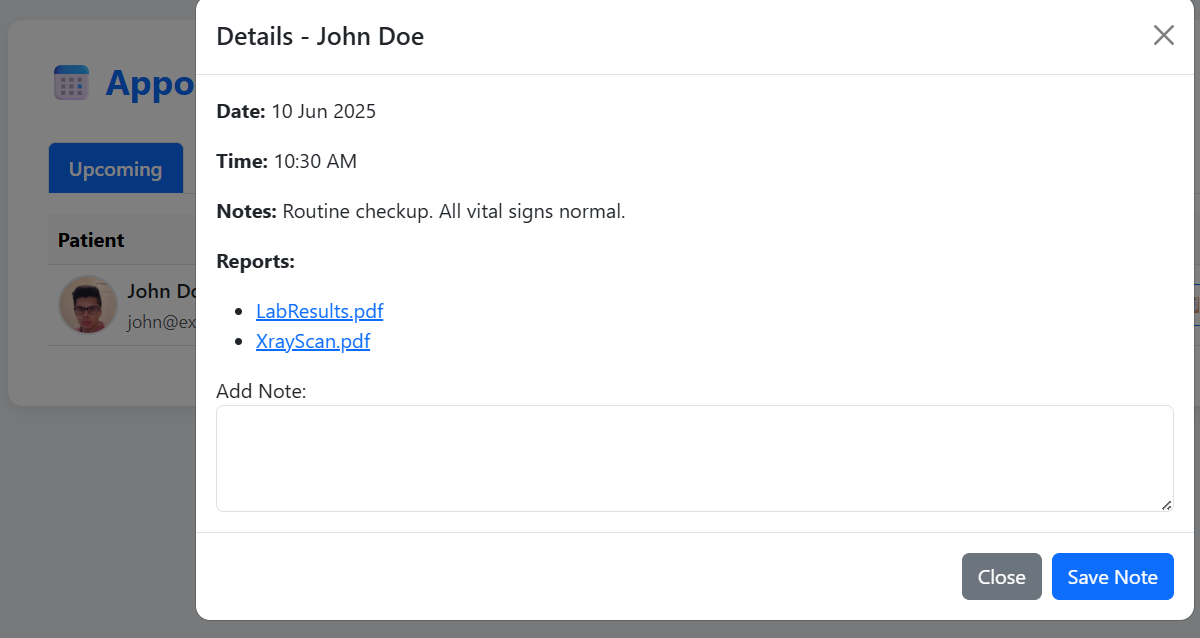 Details - John Doe
Appo
Upcoming
Date: 10 Jun 2025
Time: 10:30 AM
Notes: Routine checkup. All vital signs normal.
Patient
Reports:
John Do
john@ex
LabResults.pdf
XrayScan.pdf
Add Note:
Close
Save Note